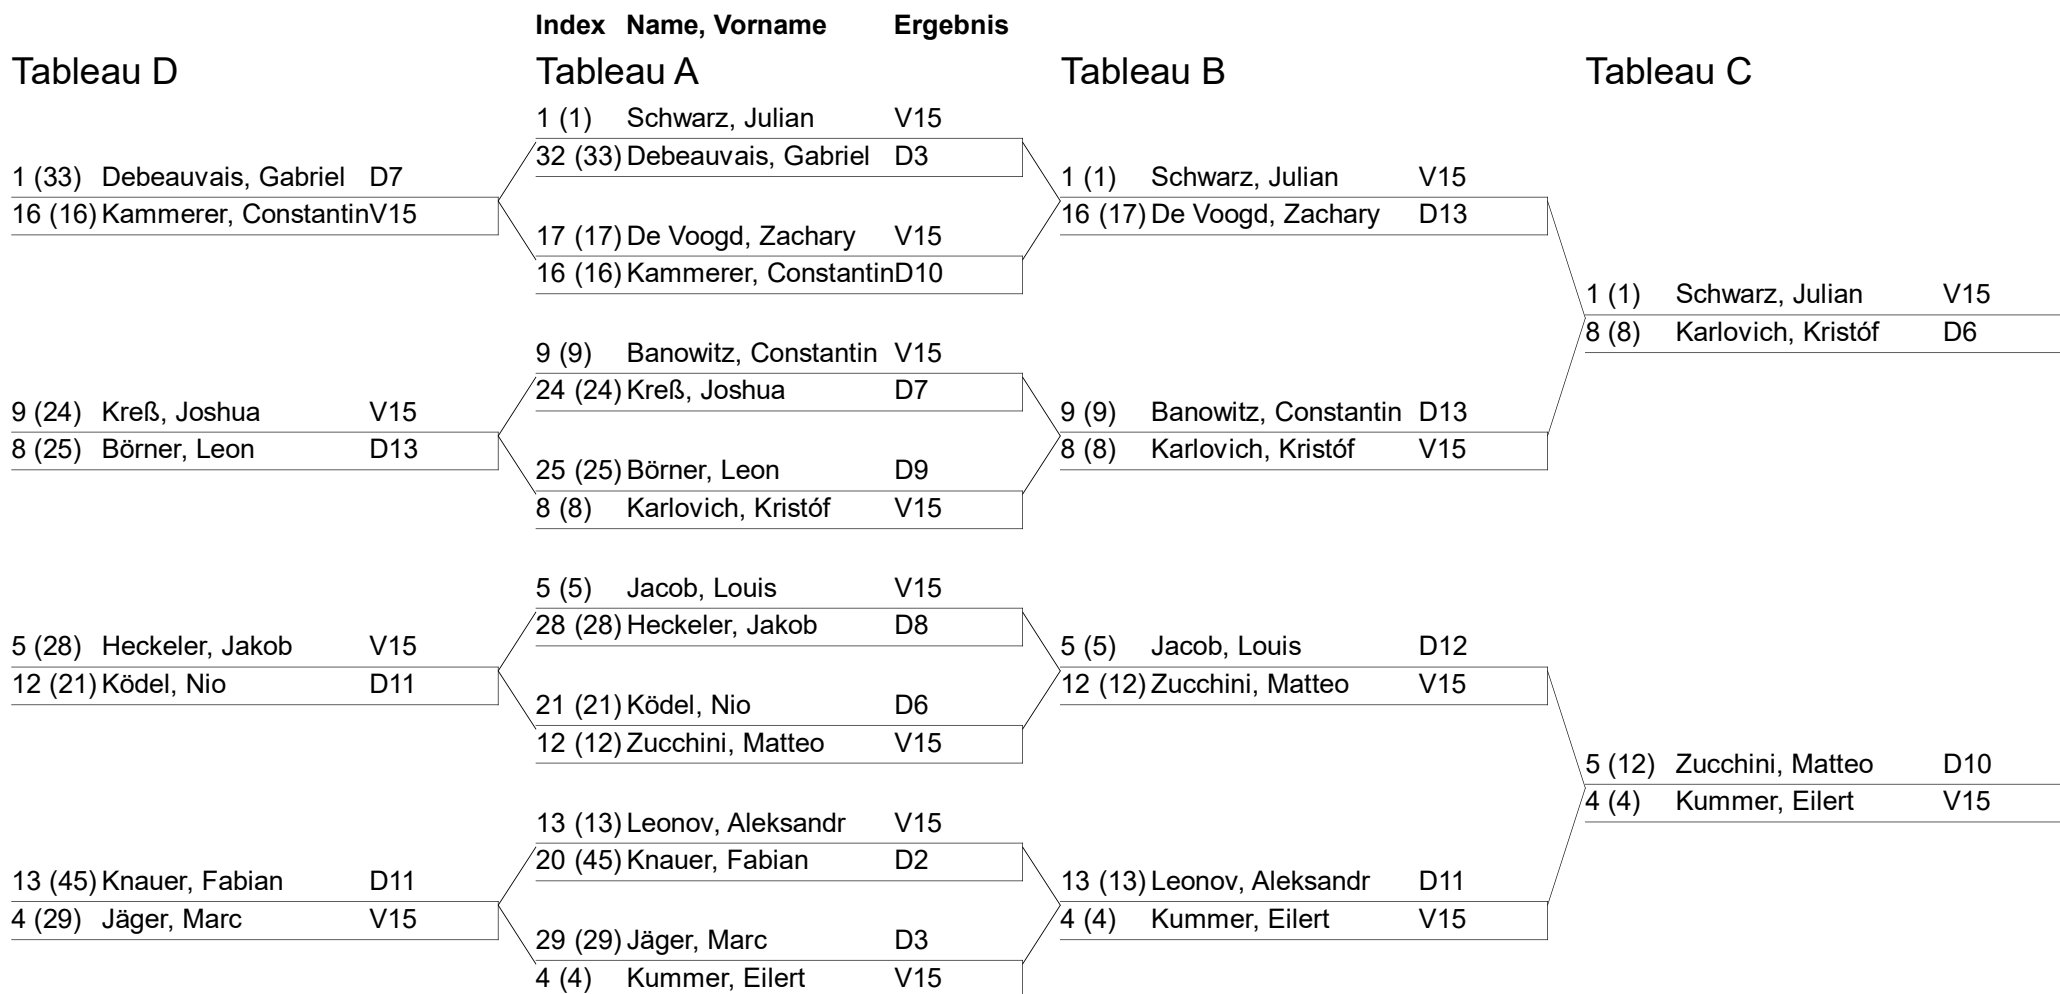 Index Name, Vorname Ergebnis
Tableau D Tableau A Tableau B Tableau C
1 (1) Schwarz, Julian V15
32 (33) Debeauvais, Gabriel D3
1 (33) Debeauvais, Gabriel D7 1 (1) Schwarz, Julian V15
16 (16) Kammerer, Constantin V15 16 (17) De Voogd, Zachary D13
17 (17) De Voogd, Zachary V15
16 (16) Kammerer, Constantin D10
1 (1) Schwarz, Julian V15
8 (8) Karlovich, Kristóf D6
9 (9) Banowitz, Constantin V15
24 (24) Kreß, Joshua D7
9 (24) Kreß, Joshua V15 9 (9) Banowitz, Constantin D13
8 (25) Börner, Leon D13 8 (8) Karlovich, Kristóf V15
25 (25) Börner, Leon D9
8 (8) Karlovich, Kristóf V15
5 (5) Jacob, Louis V15
28 (28) Heckeler, Jakob D8
5 (28) Heckeler, Jakob V15 5 (5) Jacob, Louis D12
12 (21) Ködel, Nio D11 12 (12) Zucchini, Matteo V15
21 (21) Ködel, Nio D6
12 (12) Zucchini, Matteo V15
5 (12) Zucchini, Matteo D10
4 (4) Kummer, Eilert V15
13 (13) Leonov, Aleksandr V15
20 (45) Knauer, Fabian D2
13 (45) Knauer, Fabian D11 13 (13) Leonov, Aleksandr D11
4 (29) Jäger, Marc V15 4 (4) Kummer, Eilert V15
29 (29) Jäger, Marc D3
4 (4) Kummer, Eilert V15